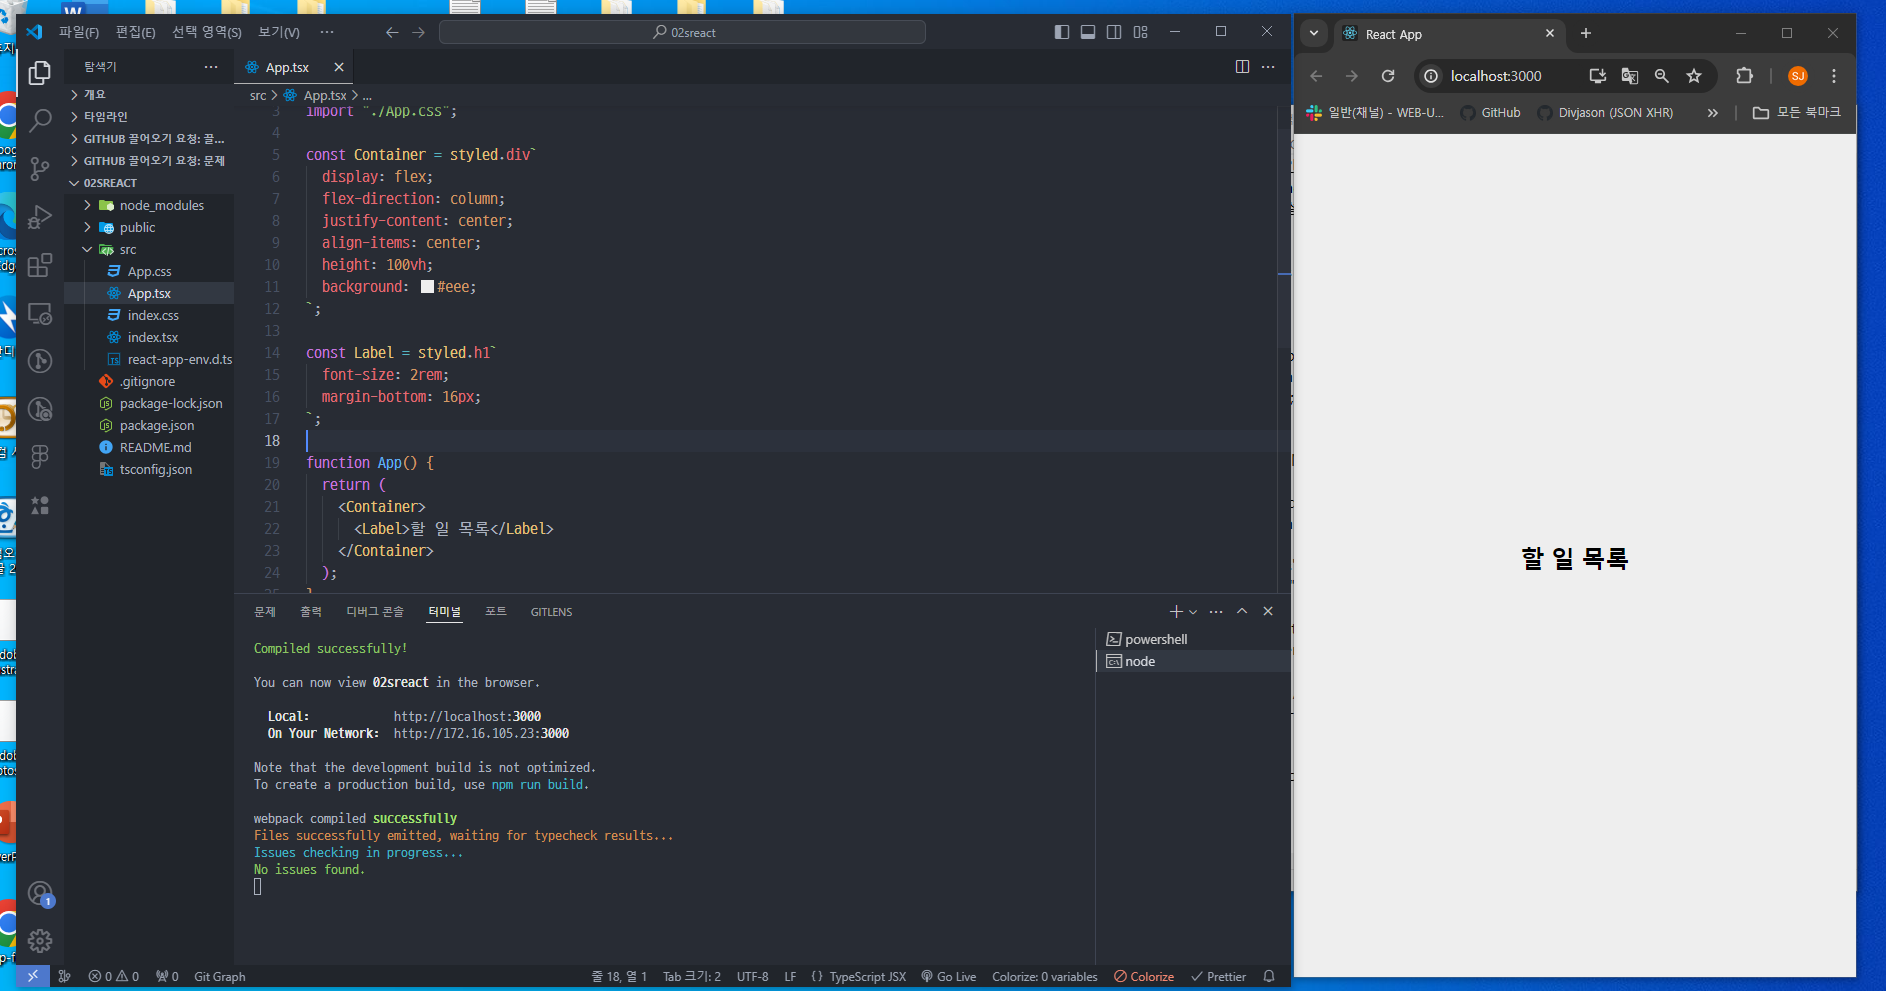 파일(F) 편집(E) 선택 영역(S) 보기(V) ···
02sreact
탐색기
개요
타임라인
GITHUB 끌어오기 요청: 끌...
GITHUB 끌어오기 요청: 문제
02SREACT
node_modules
public
src
App.css
App.tsx
index.css
index.tsx
react-app-env.d.ts
.gitignore
package-lock.json
package.json
README.md
tsconfig.json
App.tsx
src > App.tsx > ...
3 import "./App.css";
4
5 const Container = styled.div`
6 display: flex;
7 flex-direction: column;
8 justify-content: center;
9 align-items: center;
10 height: 100vh;
11 background: #eee;
12 `;
13
14 const Label = styled.h1`
15 font-size: 2rem;
16 margin-bottom: 16px;
17 `;
18
19 function App() {
20 return (
21 <Container>
22 <Label>할 일 목록</Label>
23 </Container>
24 );
25 }
문제 출력 디버그 콘솔 터미널 포트 GITLENS
Compiled successfully!
You can now view 02sreact in the browser.
Local: http://localhost:3000
On Your Network: http://172.16.105.23:3000
Note that the development build is not optimized.
To create a production build, use npm run build.
webpack compiled successfully
Files successfully emitted, waiting for typecheck results...
Issues checking in progress...
No issues found.
powershell
node
1
0 0 0 Git Graph
줄 18, 열 1 Tab 크기: 2 UTF-8 LF {} TypeScript JSX Go Live Colorize: 0 variables Colorize Prettier
React App
localhost:3000
SJ
일반(채널) - WEB-U... GitHub Divjason (JSON XHR) » 모든 북마크
할 일 목록